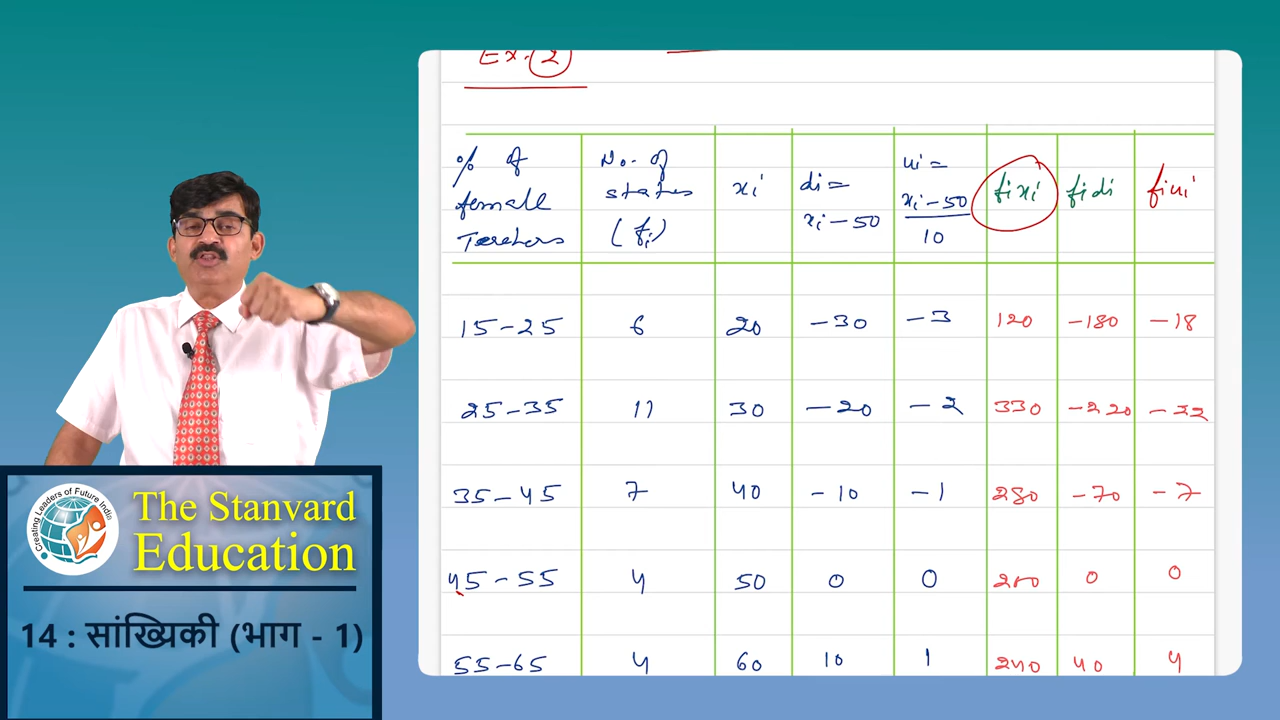 Ex. 2
% of female Teachers | No. of states (fi) | xi | di = xi - 50 | ui = xi - 50 / 10 | fixi | fidi | fiui
15-25 | 6 | 20 | -30 | -3 | 120 | -180 | -18
25-35 | 11 | 30 | -20 | -2 | 330 | -220 | -22
35-45 | 7 | 40 | -10 | -1 | 280 | -70 | -7
45-55 | 4 | 50 | 0 | 0 | 200 | 0 | 0
55-65 | 4 | 60 | 10 | 1 | 240 | 40 | 4
Creating Leaders of Future India
The Stanvard
Education
14 : सांख्यिकी (भाग - 1)